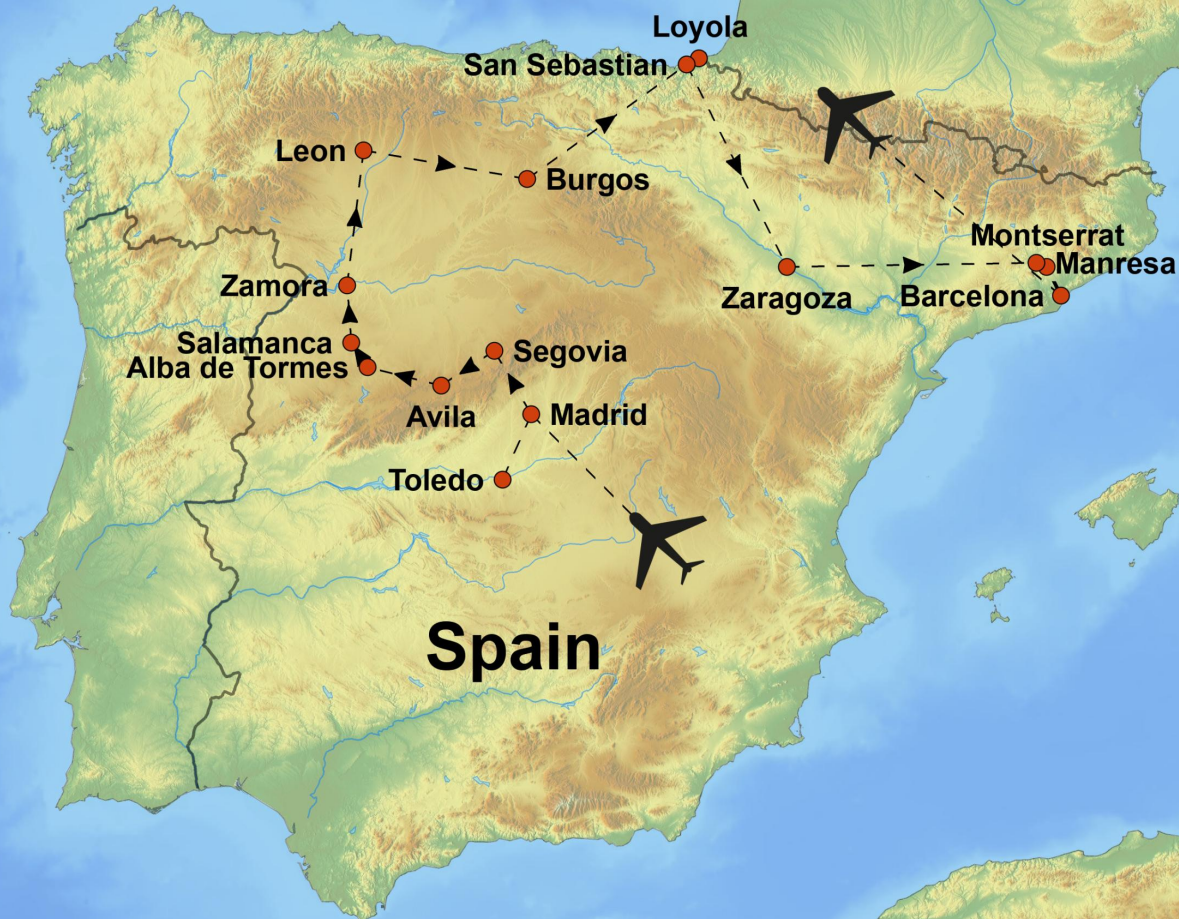 Loyola
San Sebastian
Leon
Burgos
Montserrat
Manresa
Zamora
Zaragoza
Barcelona
Salamanca
Segovia
Alba de Tormes
Avila
Madrid
Toledo
Spain